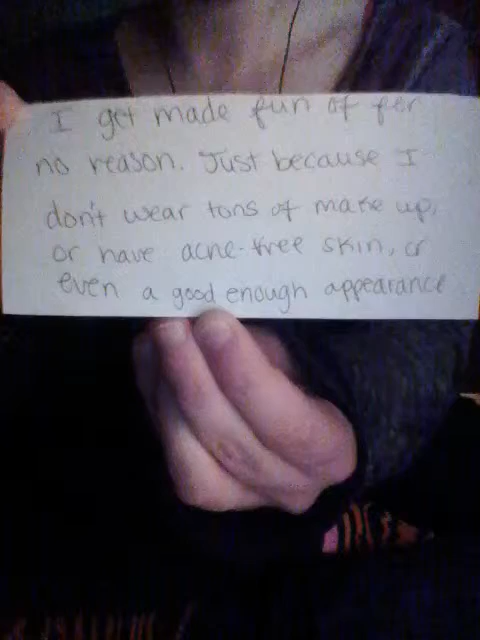 I get made fun of for
no reason. Just because I
don't wear tons of make up,
or have acne-free skin, or
even a good enough appearance